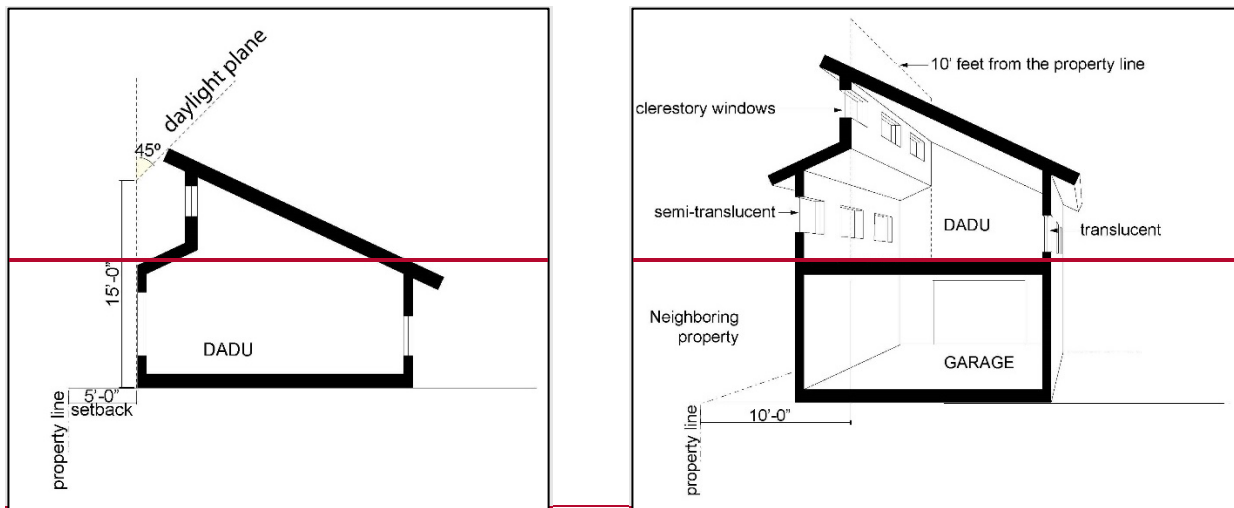 daylight plane
45º
15'-0"
DADU
5'-0"
setback
property line
10' feet from the property line
clerestory windows
semi-translucent
DADU
translucent
Neighboring
property
GARAGE
10'-0"
property line